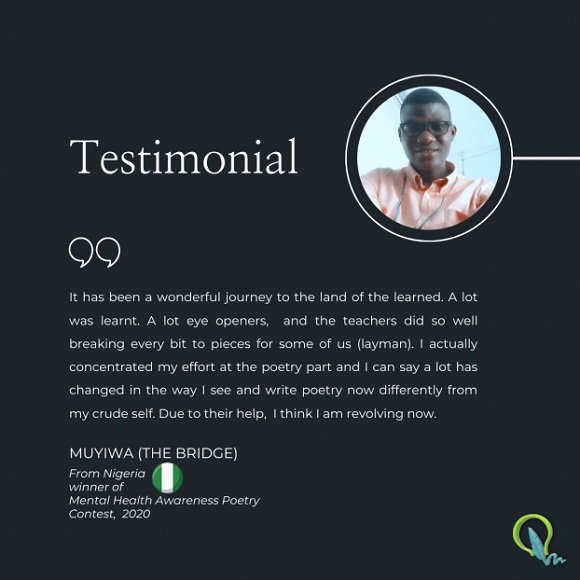 Testimonial
It has been a wonderful journey to the land of the learned. A lot
was learnt. A lot eye openers, and the teachers did so well
breaking every bit to pieces for some of us (layman). I actually
concentrated my effort at the poetry part and I can say a lot has
changed in the way I see and write poetry now differently from
my crude self. Due to their help, I think I am revolving now.
MUYIWA (THE BRIDGE)
From Nigeria
winner of
Mental Health Awareness Poetry
Contest, 2020